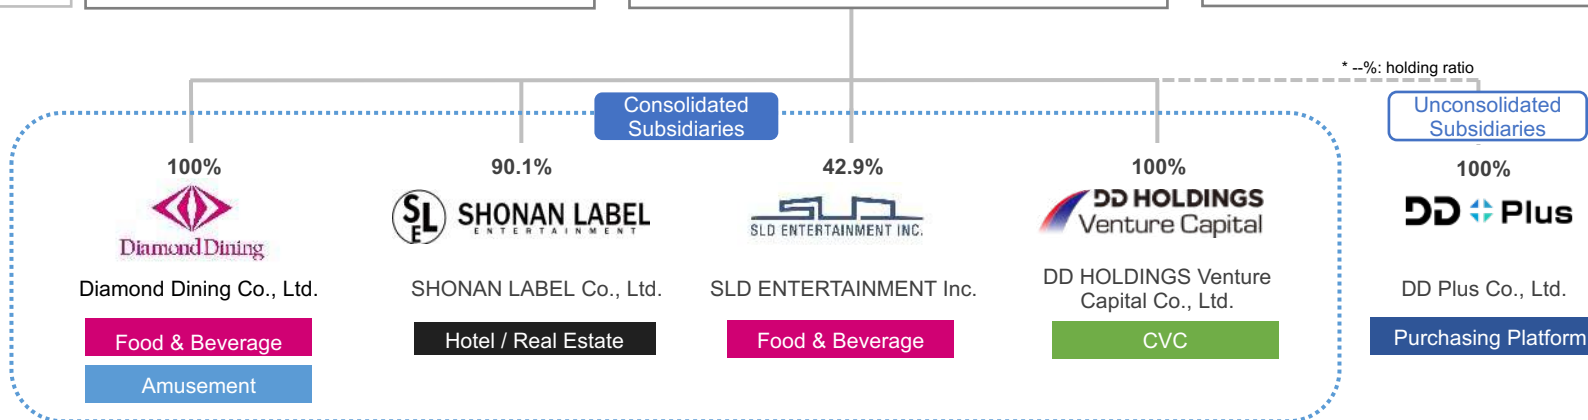 * --%: holding ratio
Consolidated
Subsidiaries
Unconsolidated
Subsidiaries
100%
90.1%
42.9%
100%
100%
Diamond Dining
SL
E
SHONAN LABEL
ENTERTAINMENT
SLD
SLD ENTERTAINMENT INC.
DD HOLDINGS
Venture Capital
DD Plus
Diamond Dining Co., Ltd.
SHONAN LABEL Co., Ltd.
SLD ENTERTAINMENT Inc.
DD HOLDINGS Venture
Capital Co., Ltd.
DD Plus Co., Ltd.
Food & Beverage
Hotel / Real Estate
Food & Beverage
CVC
Purchasing Platform
Amusement